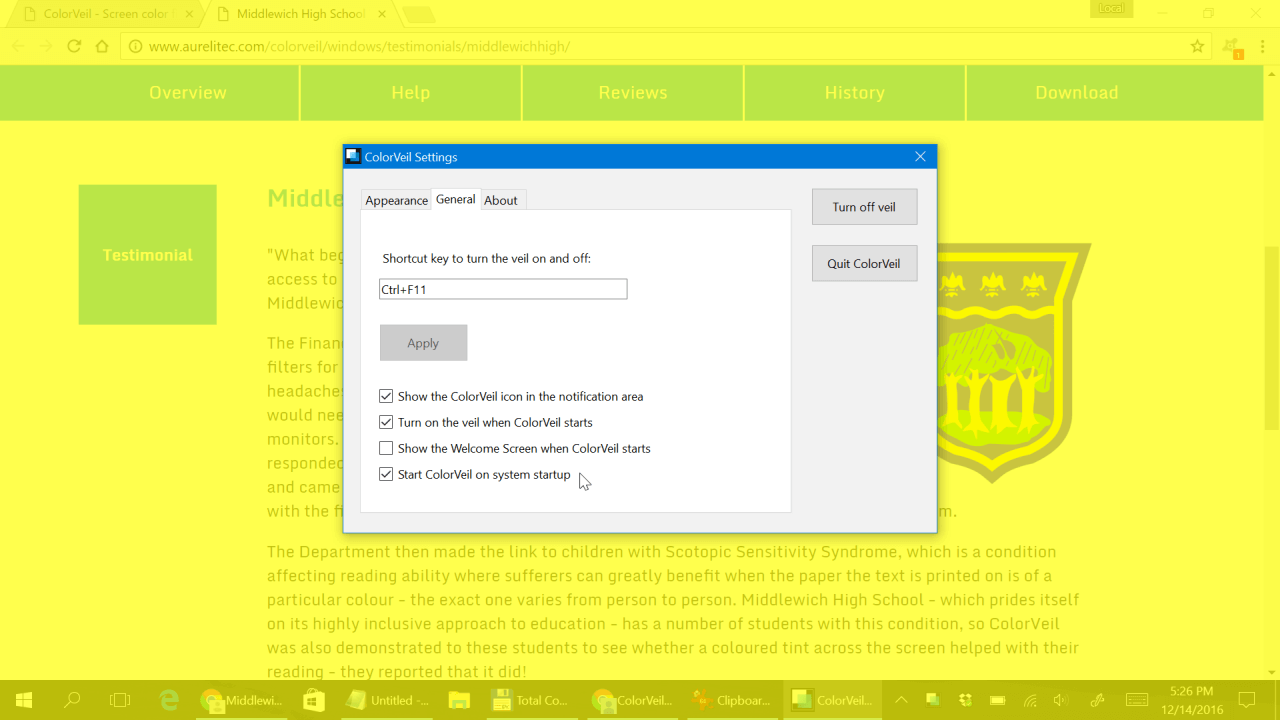 ColorVeil - Screen color
Middlewich High School
Local
www.aurelitec.com/colorveil/windows/testimonials/middlewichhigh/
1
Overview
Help
Reviews
History
Download
ColorVeil Settings
Appearance
General
About
Turn off veil
Quit ColorVeil
Shortcut key to turn the veil on and off:
Ctrl+F11
Apply
Show the ColorVeil icon in the notification area
Turn on the veil when ColorVeil starts
Show the Welcome Screen when ColorVeil starts
Start ColorVeil on system startup
Testimonial
Middle
"What beg
access to
Middlewic
The Finan
filters for
headaches
would nee
monitors.
responded
and came
with the fi
m.
The Department then made the link to children with Scotopic Sensitivity Syndrome, which is a condition
affecting reading ability where sufferers can greatly benefit when the paper the text is printed on is of a
particular colour - the exact one varies from person to person. Middlewich High School - which prides itself
on its highly inclusive approach to education - has a number of students with this condition, so ColorVeil
was also demonstrated to these students to see whether a coloured tint across the screen helped with their
reading - they reported that it did!
Middlewi...
Untitled -...
Total Co...
ColorVeil...
Clipboar...
ColorVeil...
5:26 PM
12/14/2016